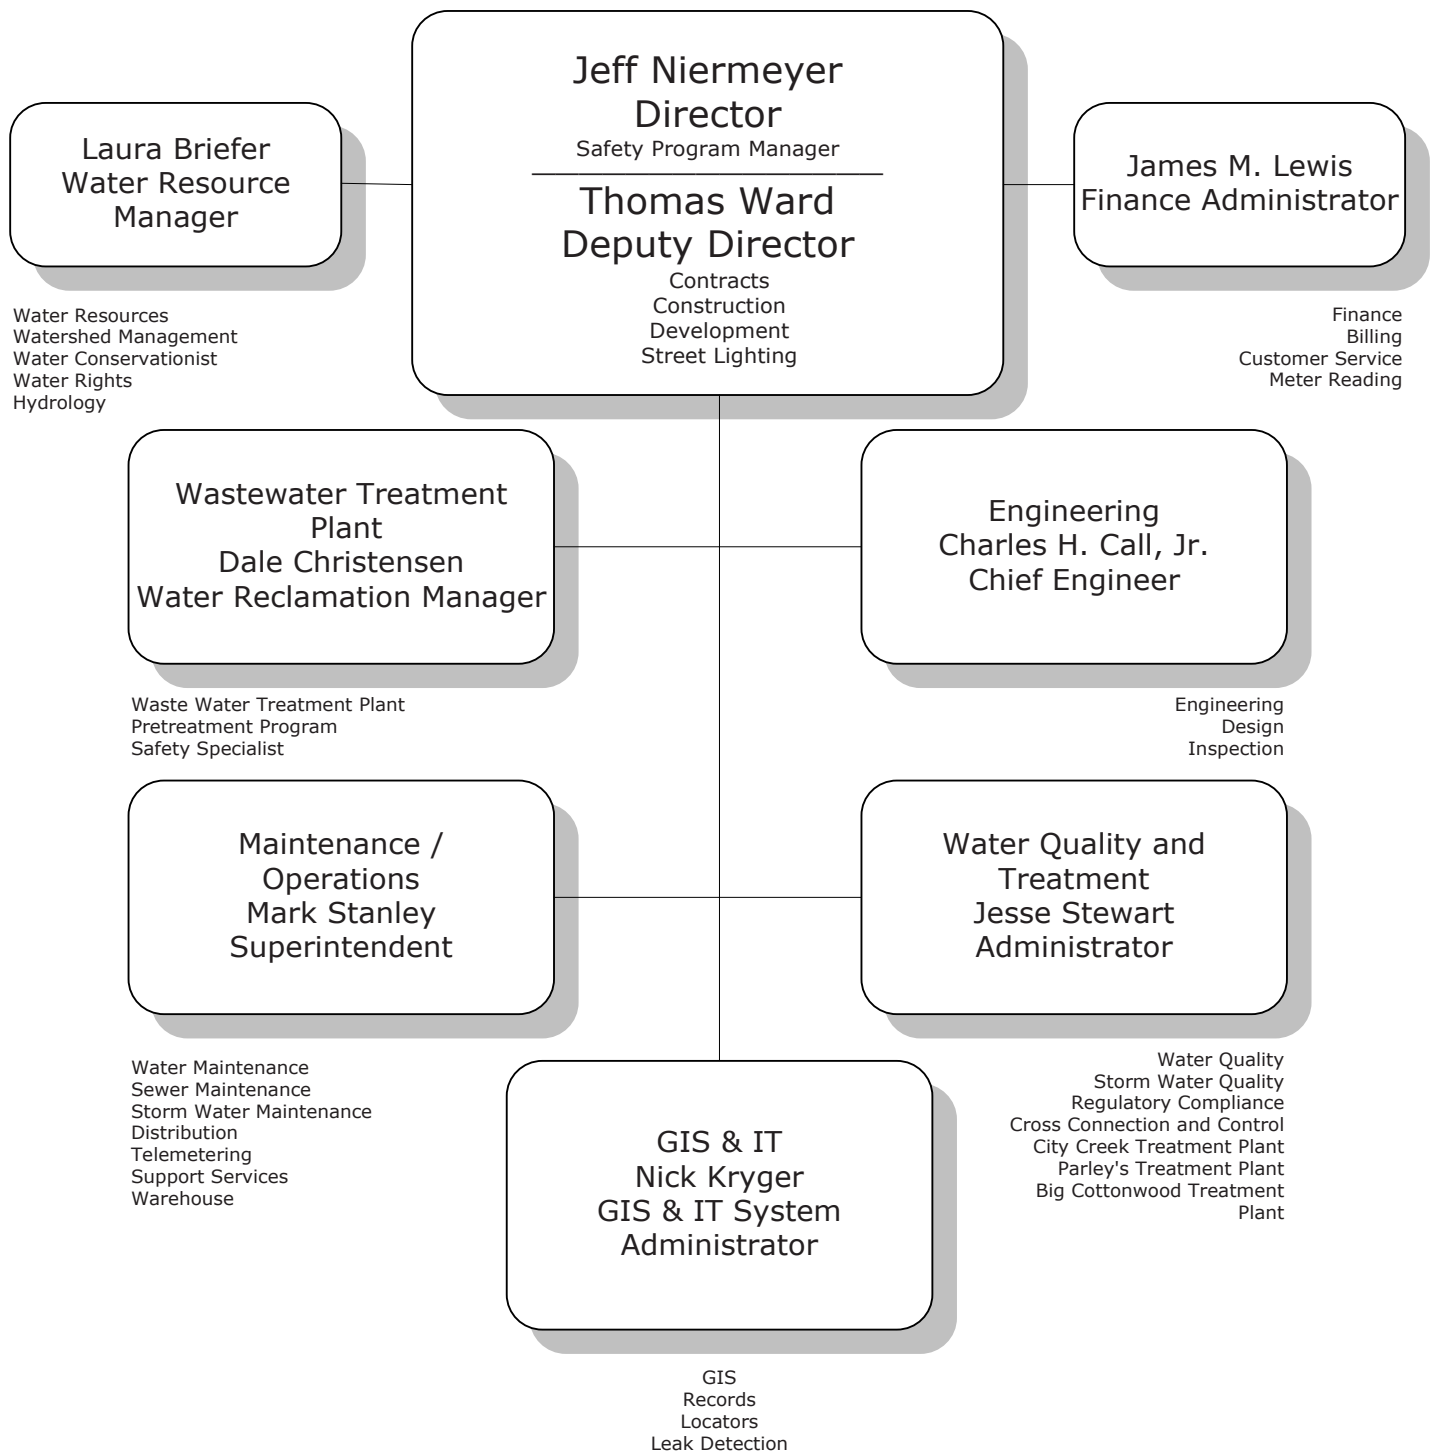 Jeff Niermeyer
Director
Safety Program Manager
Thomas Ward
Deputy Director
Contracts
Construction
Development
Street Lighting
Laura Briefer
Water Resource
Manager
Water Resources
Watershed Management
Water Conservationist
Water Rights
Hydrology
James M. Lewis
Finance Administrator
Finance
Billing
Customer Service
Meter Reading
Wastewater Treatment
Plant
Dale Christensen
Water Reclamation Manager
Waste Water Treatment Plant
Pretreatment Program
Safety Specialist
Engineering
Charles H. Call, Jr.
Chief Engineer
Engineering
Design
Inspection
Maintenance /
Operations
Mark Stanley
Superintendent
Water Maintenance
Sewer Maintenance
Storm Water Maintenance
Distribution
Telemetering
Support Services
Warehouse
Water Quality and
Treatment
Jesse Stewart
Administrator
Water Quality
Storm Water Quality
Regulatory Compliance
Cross Connection and Control
City Creek Treatment Plant
Parley's Treatment Plant
Big Cottonwood Treatment
Plant
GIS & IT
Nick Kryger
GIS & IT System
Administrator
GIS
Records
Locators
Leak Detection